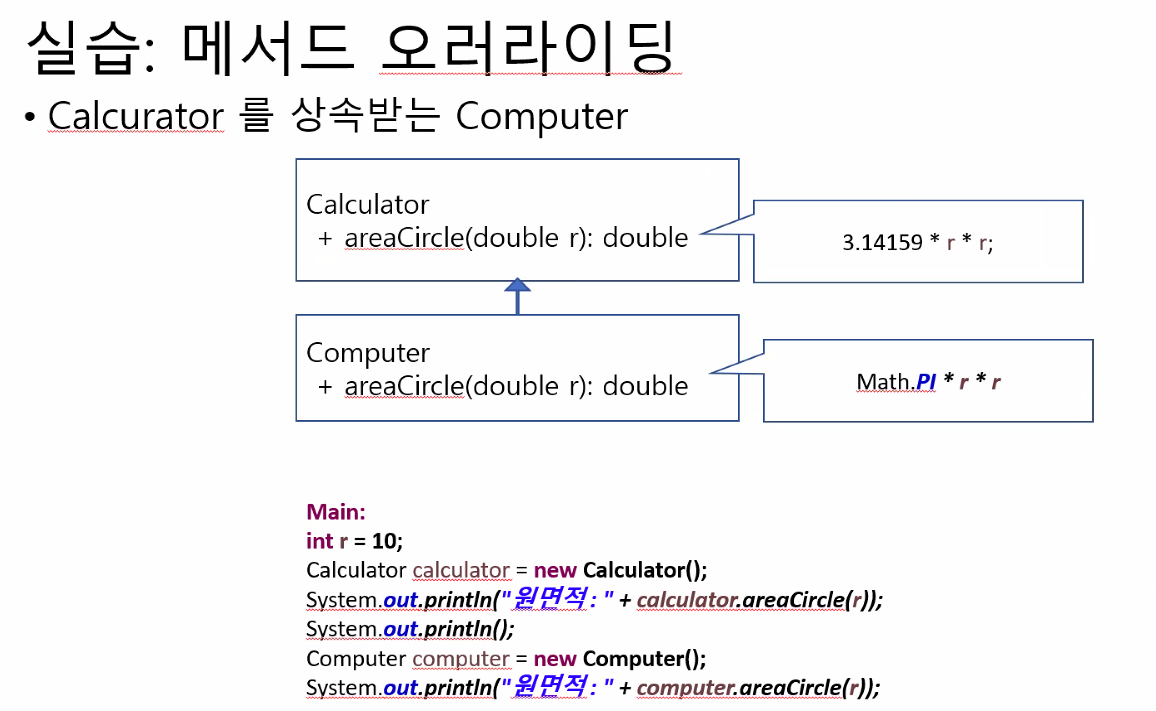 실습: 메서드 오러라이딩
• Calcurator 를 상속받는 Computer
Calculator
+ areaCircle(double r): double
3.14159 * r * r;
Computer
+ areaCircle(double r): double
Math.PI * r * r
Main:
int r = 10;
Calculator calculator = new Calculator();
System.out.println("원면적: " + calculator.areaCircle(r));
System.out.println();
Computer computer = new Computer();
System.out.println("원면적: " + computer.areaCircle(r));